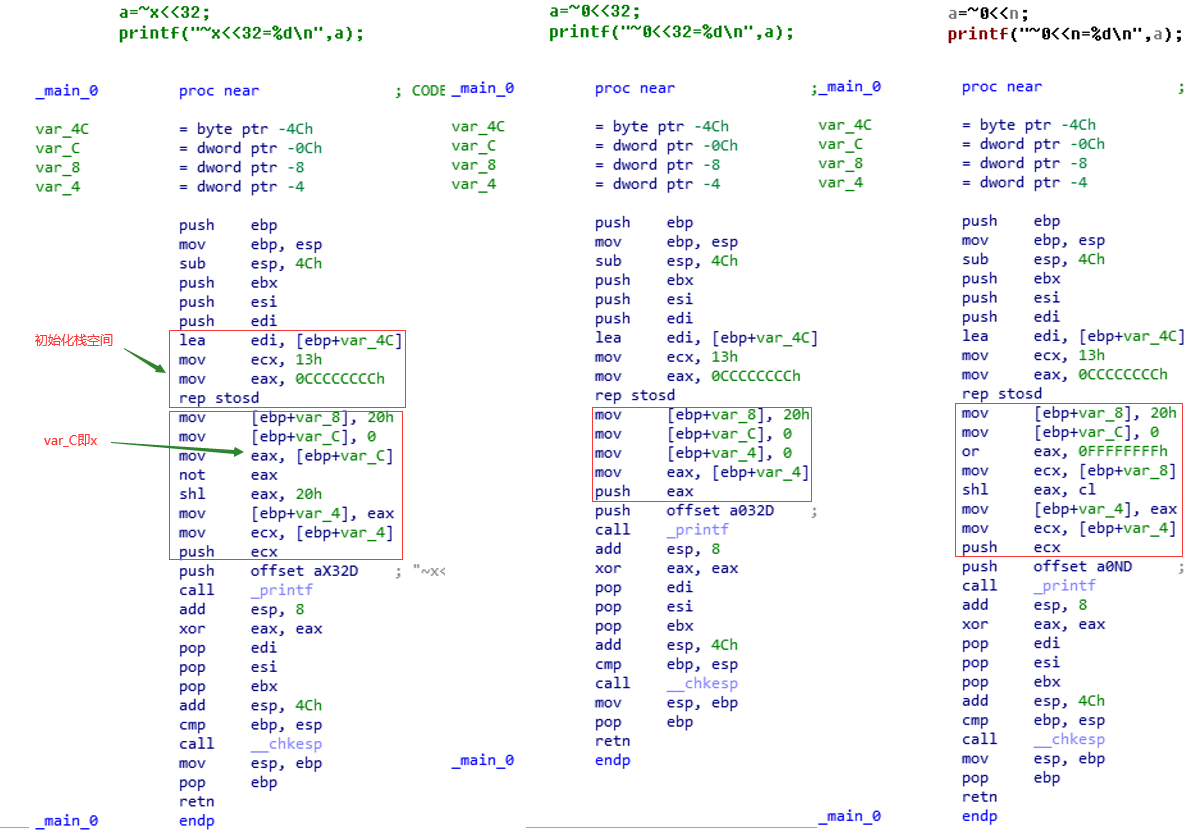 a=~x<<32;
printf("~x<<32=%d\n",a);
_main_0 proc near ; CODE
var_4C = byte ptr -4Ch
var_C = dword ptr -0Ch
var_8 = dword ptr -8
var_4 = dword ptr -4
push ebp
mov ebp, esp
sub esp, 4Ch
push ebx
push esi
push edi
初始化栈空间
lea edi, [ebp+var_4C]
mov ecx, 13h
mov eax, 0CCCCCCCCh
rep stosd
mov [ebp+var_8], 20h
mov [ebp+var_C], 0
var_C即x
mov eax, [ebp+var_C]
not eax
shl eax, 20h
mov [ebp+var_4], eax
mov ecx, [ebp+var_4]
push ecx
push offset aX32D ; "~x<
call _printf
add esp, 8
xor eax, eax
pop edi
pop esi
pop ebx
add esp, 4Ch
cmp ebp, esp
call __chkesp
mov esp, ebp
pop ebp
retn
_main_0 endp
a=~0<<32;
printf("~0<<32=%d\n",a);
_main_0 proc near ;
var_4C = byte ptr -4Ch
var_C = dword ptr -0Ch
var_8 = dword ptr -8
var_4 = dword ptr -4
push ebp
mov ebp, esp
sub esp, 4Ch
push ebx
push esi
push edi
lea edi, [ebp+var_4C]
mov ecx, 13h
mov eax, 0CCCCCCCCh
rep stosd
mov [ebp+var_8], 20h
mov [ebp+var_C], 0
mov [ebp+var_4], 0
mov eax, [ebp+var_4]
push eax
push offset a032D ;
call _printf
add esp, 8
xor eax, eax
pop edi
pop esi
pop ebx
add esp, 4Ch
cmp ebp, esp
call __chkesp
mov esp, ebp
pop ebp
retn
_main_0 endp
a=~0<<n;
printf("~0<<n=%d\n",a);
_main_0 proc near ;
var_4C = byte ptr -4Ch
var_C = dword ptr -0Ch
var_8 = dword ptr -8
var_4 = dword ptr -4
push ebp
mov ebp, esp
sub esp, 4Ch
push ebx
push esi
push edi
lea edi, [ebp+var_4C]
mov ecx, 13h
mov eax, 0CCCCCCCCh
rep stosd
mov [ebp+var_8], 20h
mov [ebp+var_C], 0
or eax, 0FFFFFFFFh
mov ecx, [ebp+var_8]
shl eax, cl
mov [ebp+var_4], eax
mov ecx, [ebp+var_4]
push ecx
push offset a0ND ;
call _printf
add esp, 8
xor eax, eax
pop edi
pop esi
pop ebx
add esp, 4Ch
cmp ebp, esp
call __chkesp
mov esp, ebp
pop ebp
retn
_main_0 endp